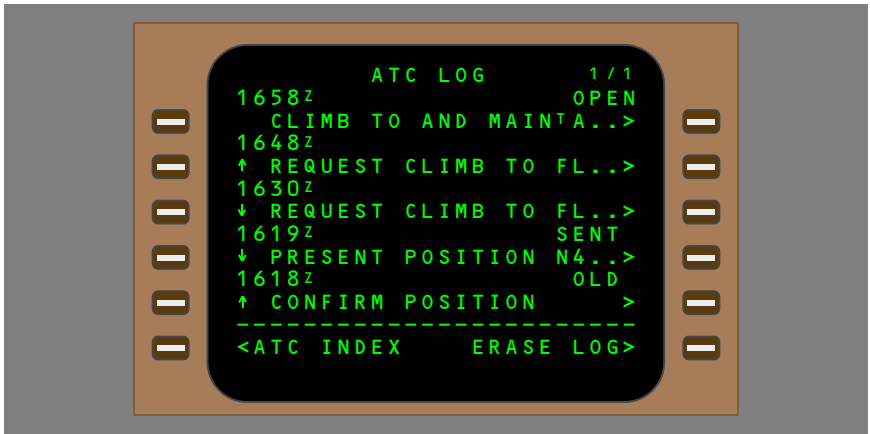 ATC LOG 1/1
1658Z OPEN
CLIMB TO AND MAINTA..>
1648Z
↑ REQUEST CLIMB TO FL..>
1630Z
↓ REQUEST CLIMB TO FL..>
1619Z SENT
↓ PRESENT POSITION N4..>
1618Z OLD
↑ CONFIRM POSITION >
------------------------
<ATC INDEX ERASE LOG>